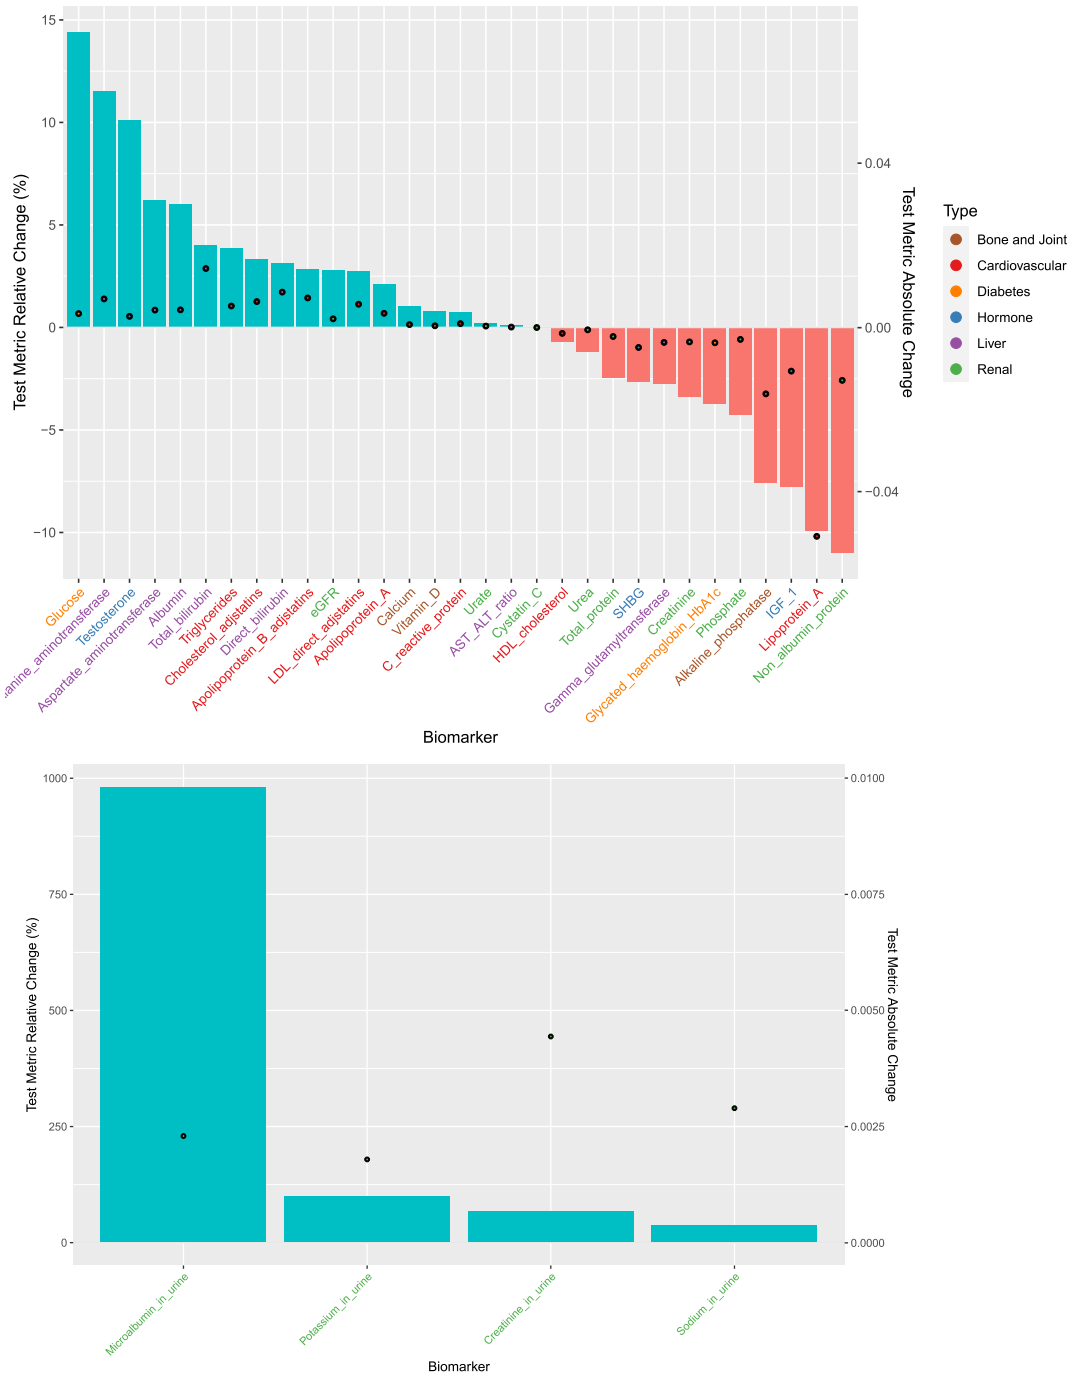 Test Metric Relative Change (%)
15
10
5
0
−5
−10
0.04
0.00
−0.04
Test Metric Absolute Change
Glucose
lanine_aminotransferase
Testosterone
Aspartate_aminotransferase
Albumin
Total_bilirubin
Triglycerides
Cholesterol_adjstatins
Direct_bilirubin
Apolipoprotein_B_adjstatins
eGFR
LDL_direct_adjstatins
Apolipoprotein_A
Calcium
Vitamin_D
C_reactive_protein
Urate
AST_ALT_ratio
Cystatin_C
HDL_cholesterol
Urea
Total_protein
SHBG
Gamma_glutamyltransferase
Creatinine
Glycated_haemoglobin_HbA1c
Phosphate
Alkaline_phosphatase
IGF_1
Lipoprotein_A
Non_albumin_protein
Biomarker
Type
Bone and Joint
Cardiovascular
Diabetes
Hormone
Liver
Renal
Test Metric Relative Change (%)
1000
750
500
250
0
0.0100
0.0075
0.0050
0.0025
0.0000
Test Metric Absolute Change
Microalbumin_in_urine
Potassium_in_urine
Creatinine_in_urine
Sodium_in_urine
Biomarker